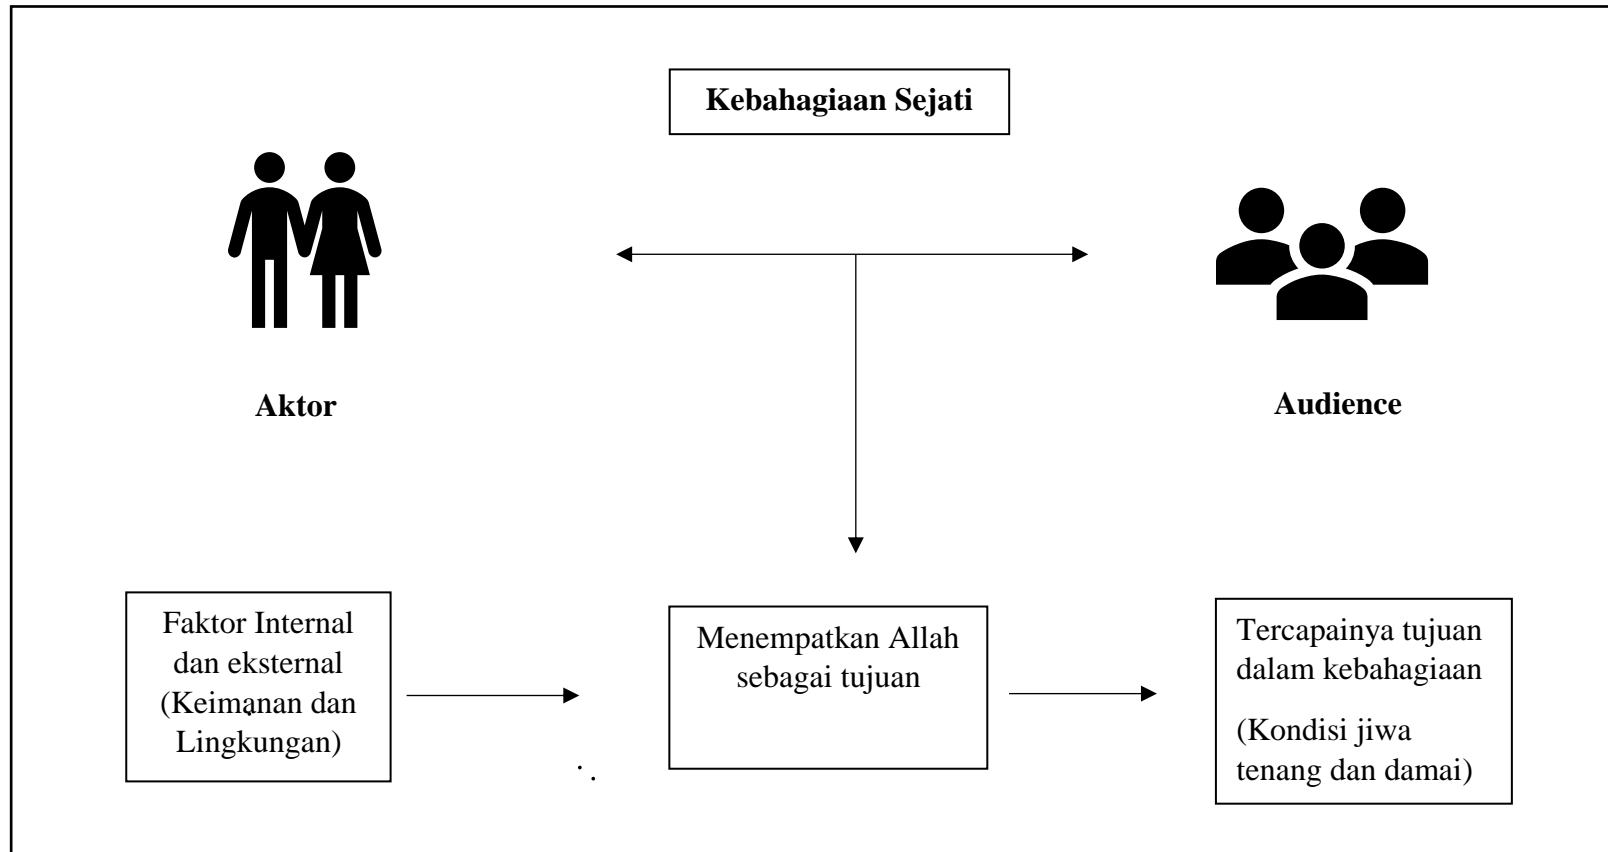 Kebahagiaan Sejati
Aktor
Audience
Faktor Internal
dan eksternal
(Keimanan dan
Lingkungan)
Menempatkan Allah
sebagai tujuan
Tercapainya tujuan
dalam kebahagiaan
(Kondisi jiwa
tenang dan damai)